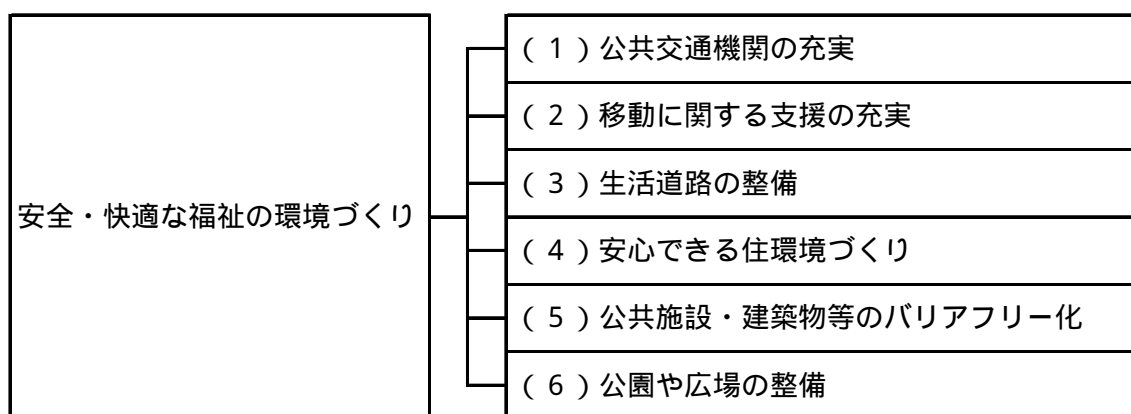 安全・快適な福祉の環境づくり
(1)公共交通機関の充実
(2)移動に関する支援の充実
(3)生活道路の整備
(4)安心できる住環境づくり
(5)公共施設・建築物等のバリアフリー化
(6)公園や広場の整備